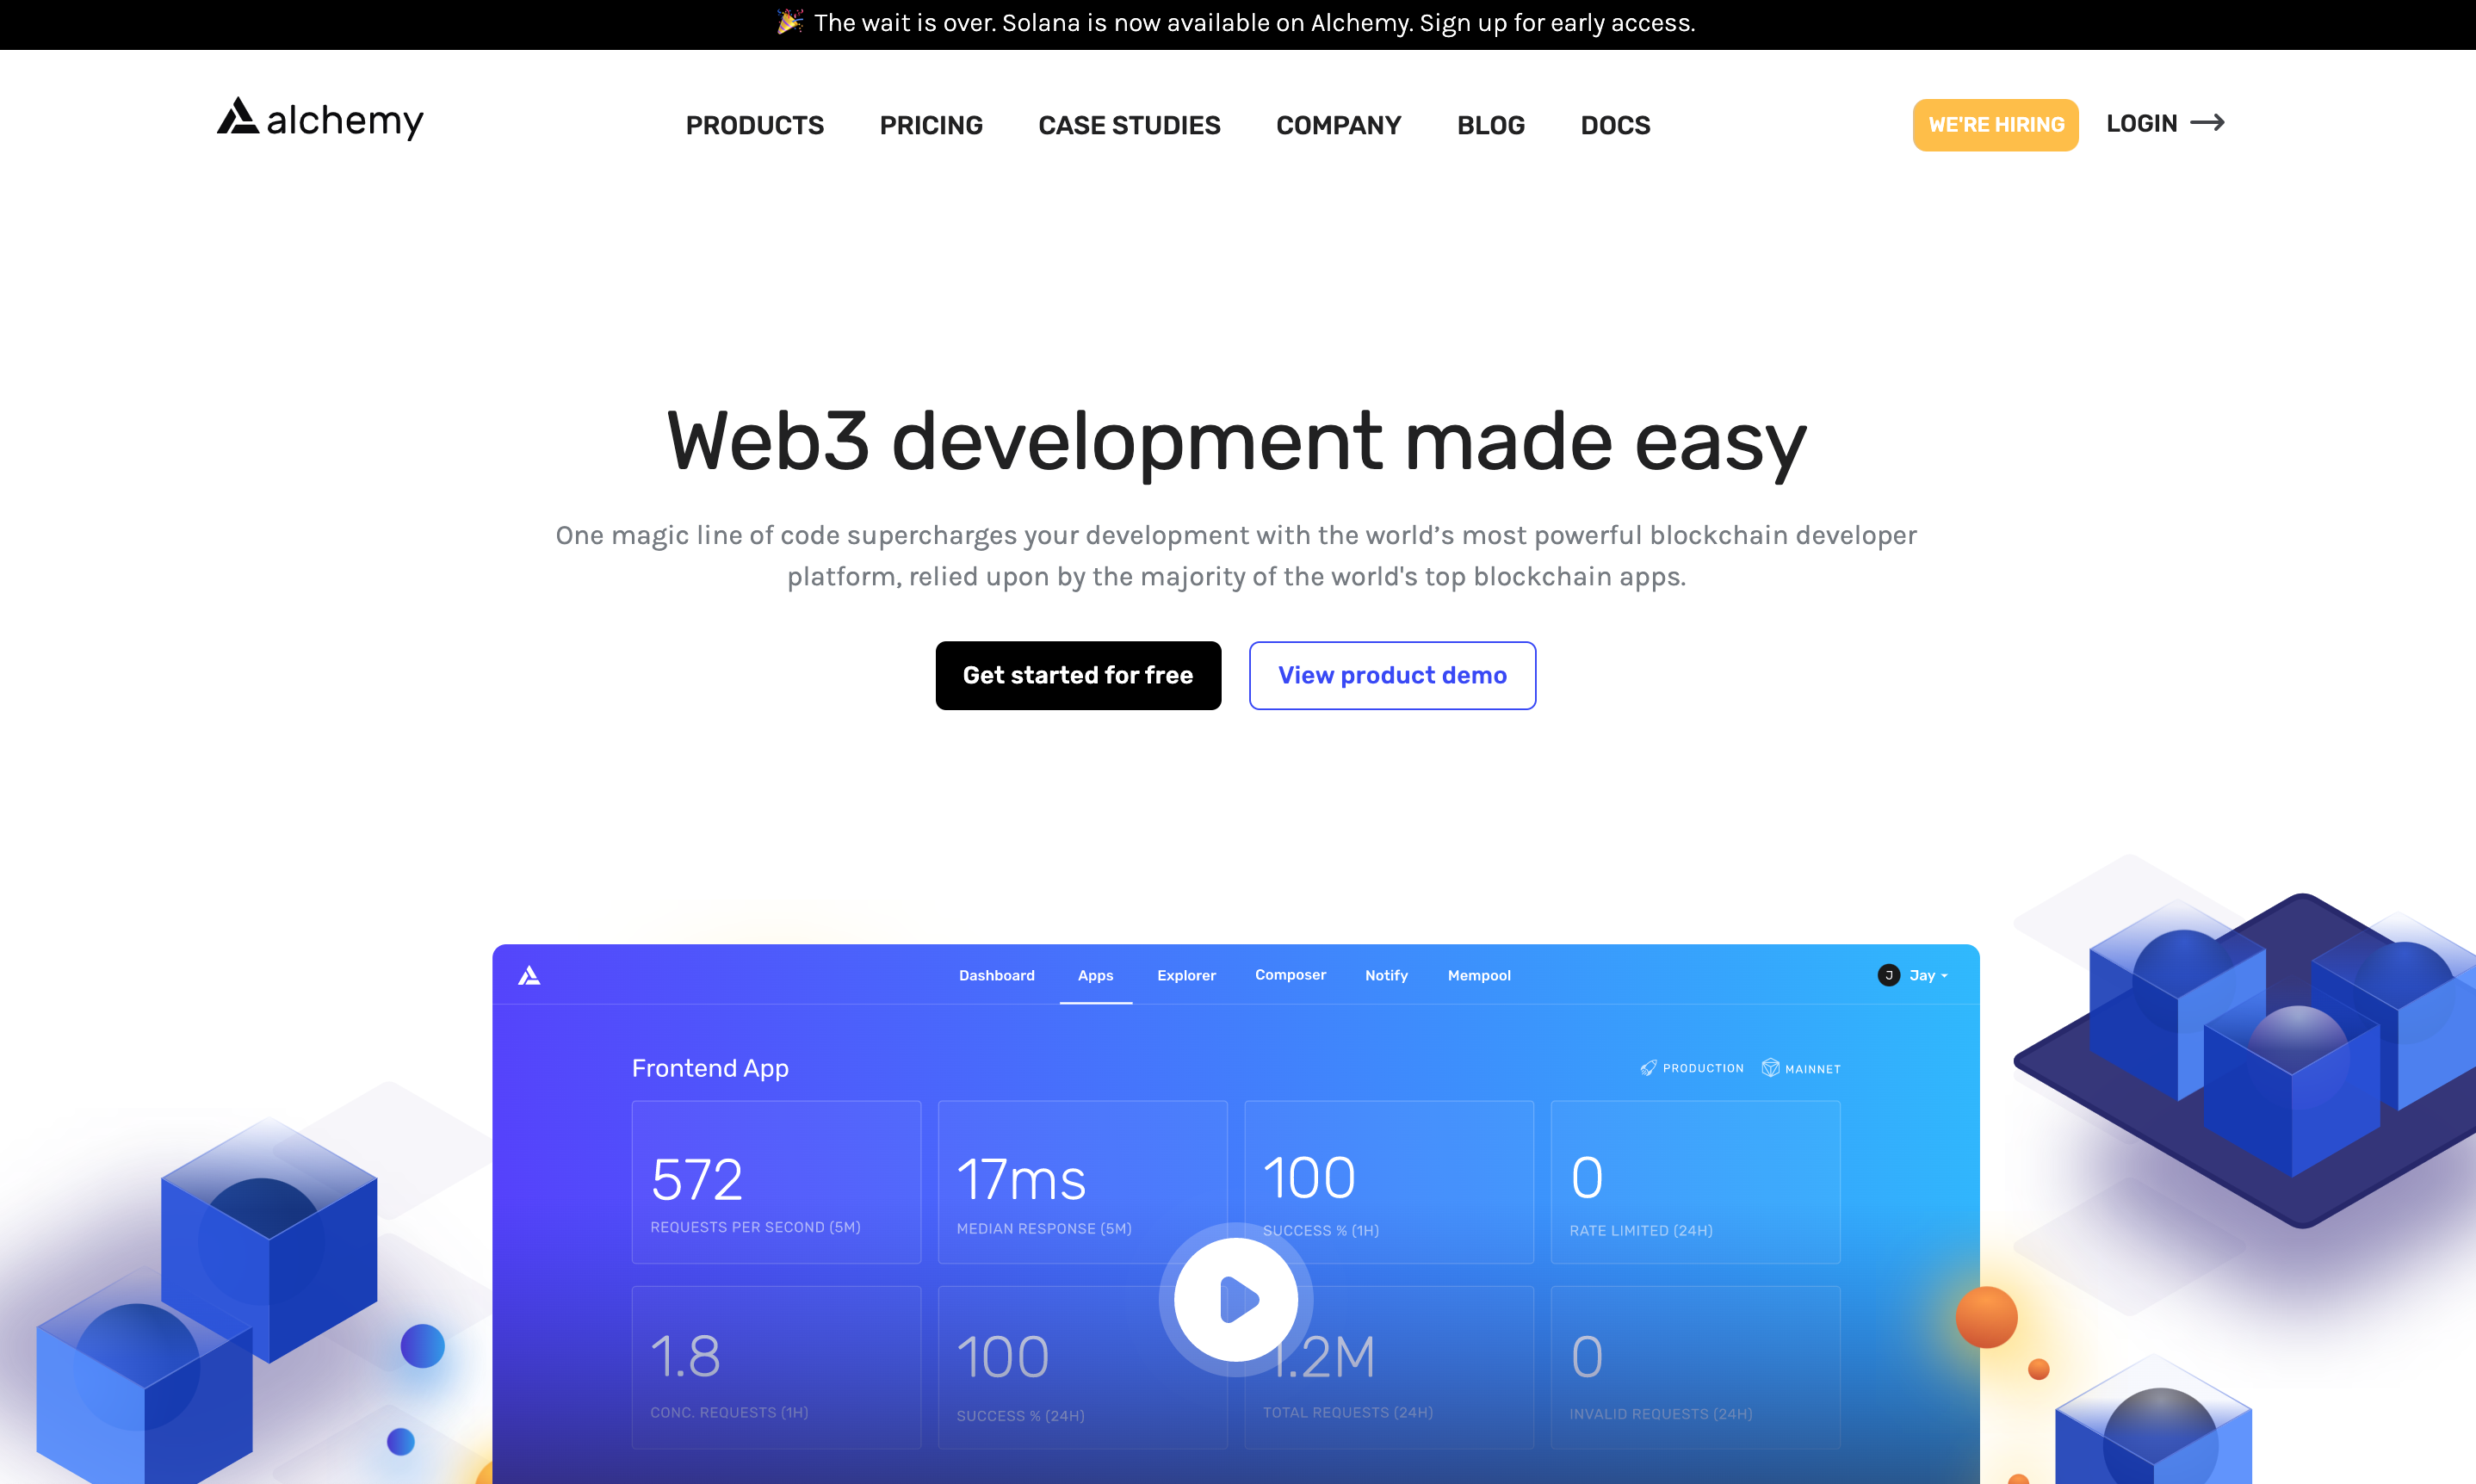 🎉 The wait is over. Solana is now available on Alchemy. Sign up for early access.
alchemy
PRODUCTS PRICING CASE STUDIES COMPANY BLOG DOCS
WE'RE HIRING LOGIN →
Web3 development made easy
One magic line of code supercharges your development with the world’s most powerful blockchain developer
platform, relied upon by the majority of the world's top blockchain apps.
Get started for free View product demo
Dashboard Apps Explorer Composer Notify Mempool
J Jay
Frontend App
PRODUCTION MAINNET
572 17ms 100 0
REQUESTS PER SECOND (5M) MEDIAN RESPONSE (5M) SUCCESS % (1H) RATE LIMITED (24H)
1.8 100 1.2M 0
CONC. REQUESTS (1H) SUCCESS % (24H) TOTAL REQUESTS (24H) INVALID REQUESTS (24H)